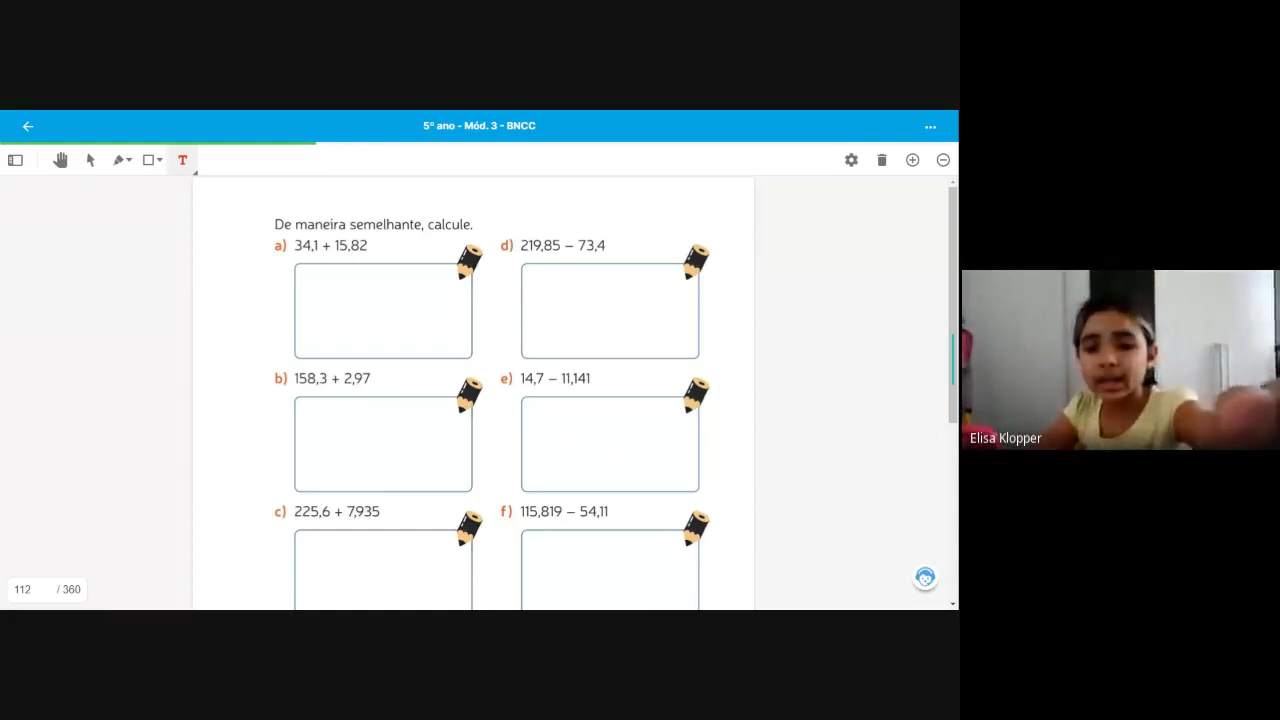 5º ano - Mód. 3 - BNCC
T
De maneira semelhante, calcule.
a) 34,1 + 15,82
d) 219,85 – 73,4
b) 158,3 + 2,97
e) 14,7 – 11,141
c) 225,6 + 7,935
f) 115,819 – 54,11
112 / 360
Elisa Klopper